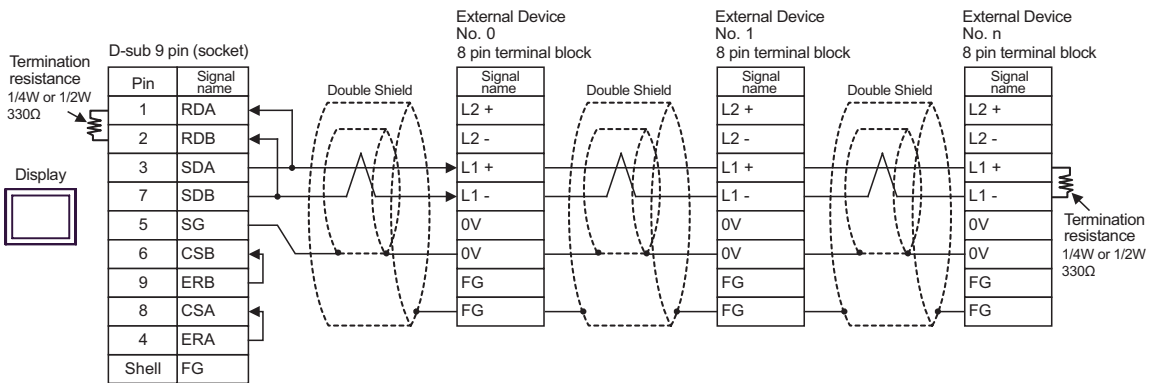 External Device
No. 0
8 pin terminal block
External Device
No. 1
8 pin terminal block
External Device
No. n
8 pin terminal block
Termination
resistance
1/4W or 1/2W
330Ω
D-sub 9 pin (socket)
Pin Signal name
1 RDA
2 RDB
3 SDA
7 SDB
5 SG
6 CSB
9 ERB
8 CSA
4 ERA
Shell FG
Display
Double Shield
Signal name
L2 +
L2 -
L1 +
L1 -
0V
0V
FG
FG
Double Shield
Signal name
L2 +
L2 -
L1 +
L1 -
0V
0V
FG
FG
Double Shield
Signal name
L2 +
L2 -
L1 +
L1 -
0V
0V
FG
FG
Termination
resistance
1/4W or 1/2W
330Ω